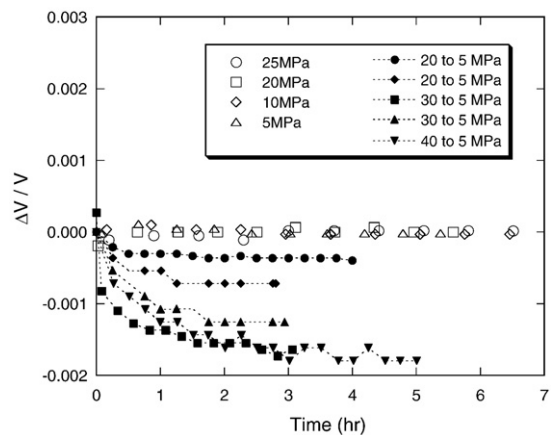 ΔV / V
0.003
0.002
0.001
0.000
-0.001
-0.002
25MPa
20MPa
10MPa
5MPa
20 to 5 MPa
20 to 5 MPa
30 to 5 MPa
30 to 5 MPa
40 to 5 MPa
0 1 2 3 4 5 6 7
Time (hr)